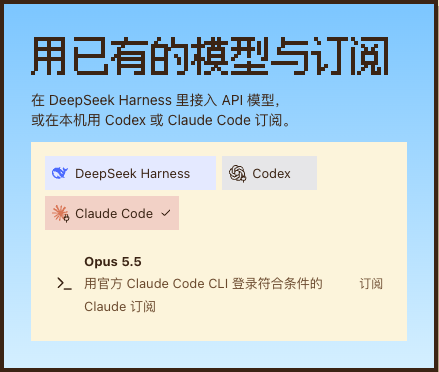 用已有的模型与订阅
在 DeepSeek Harness 里接入 API 模型，
或在本机用 Codex 或 Claude Code 订阅。
DeepSeek Harness
Codex
Claude Code
Opus 5.5
用官方 Claude Code CLI 登录符合条件的
Claude 订阅
订阅